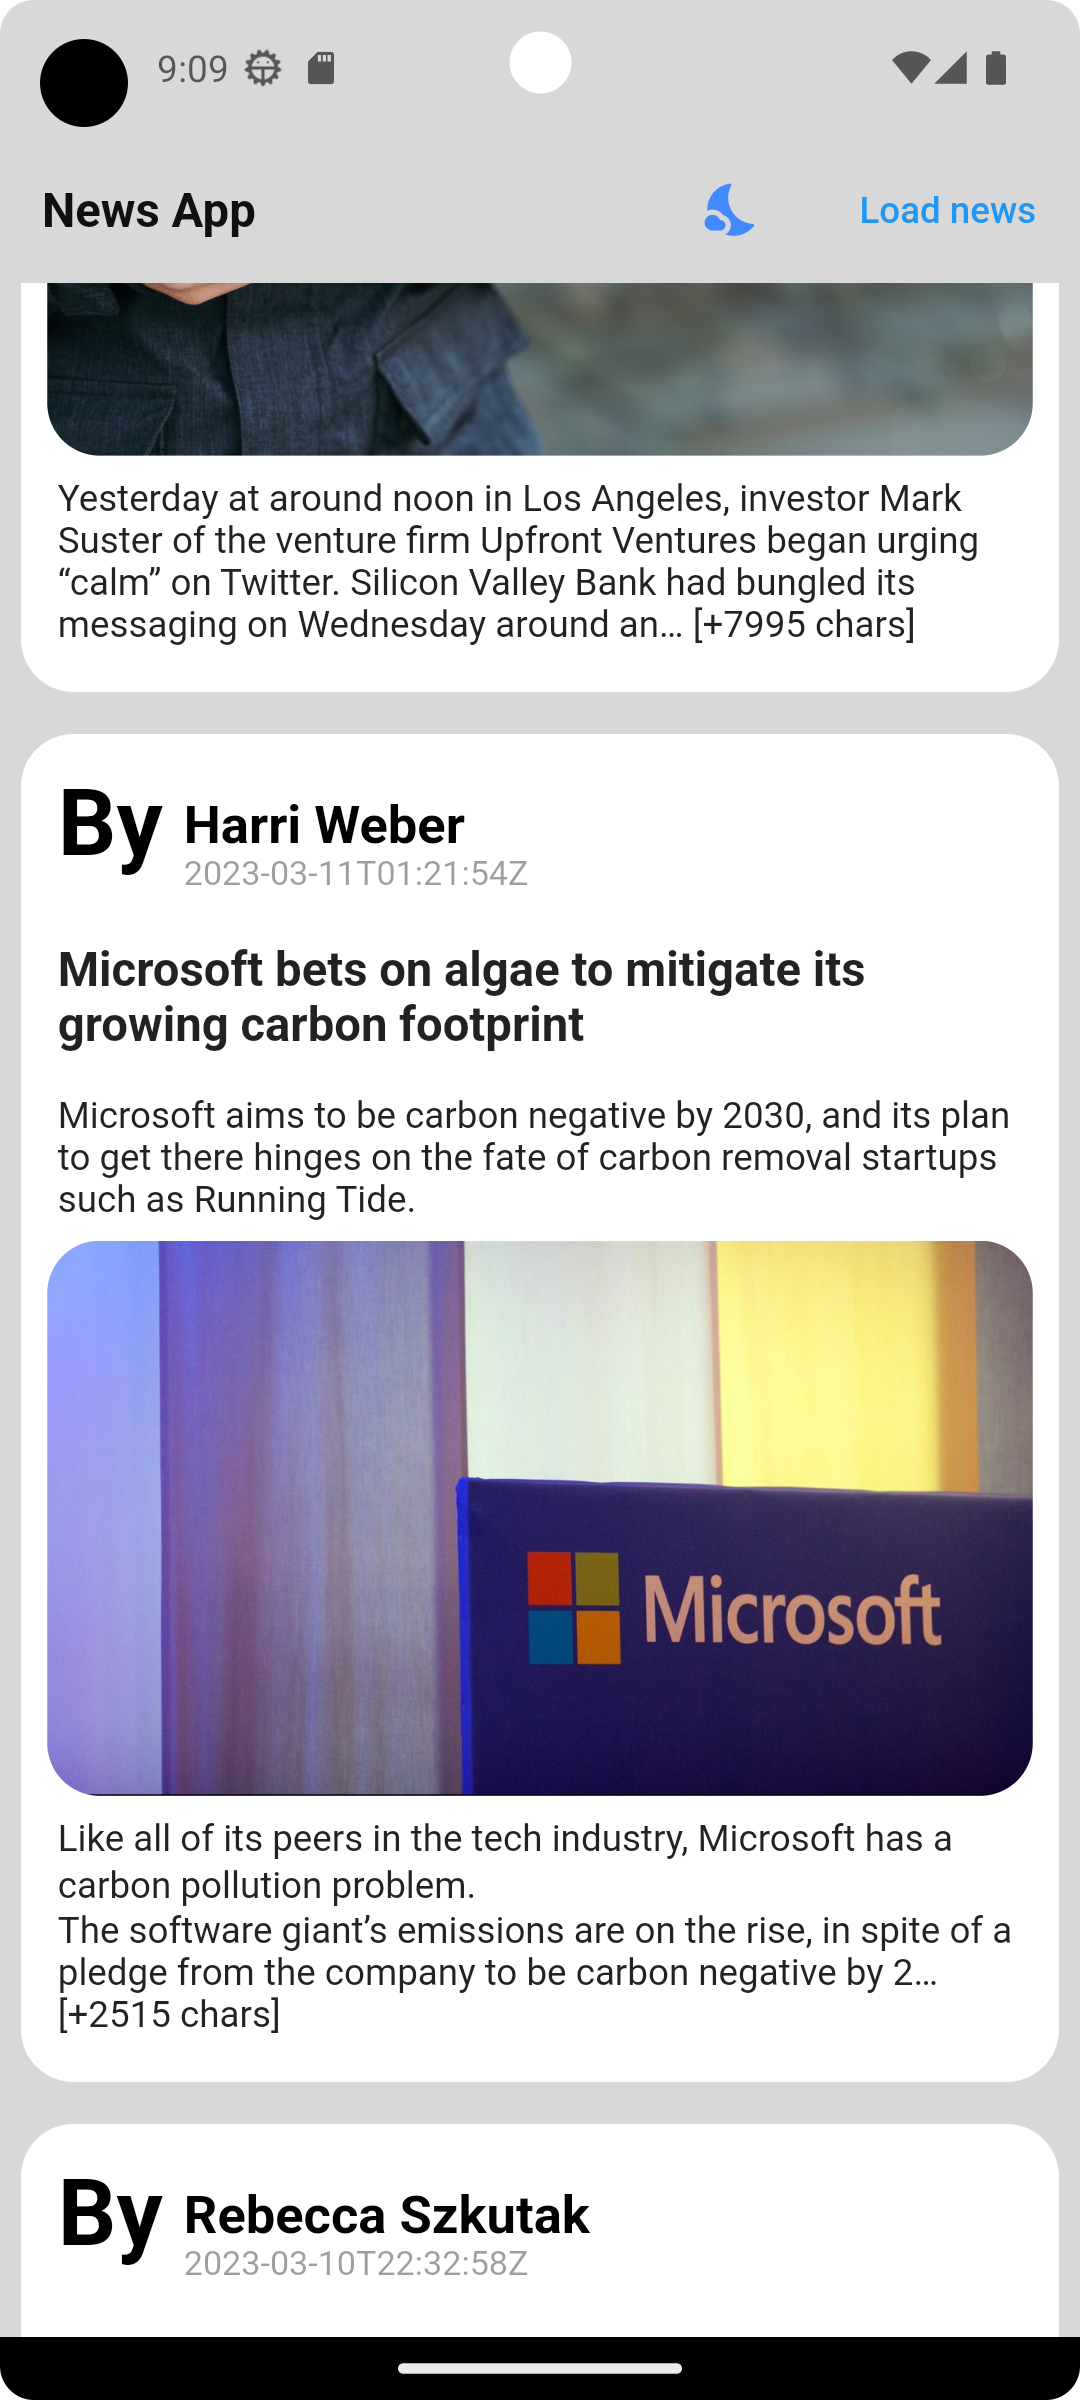 9:09
News App
Load news
Yesterday at around noon in Los Angeles, investor Mark
Suster of the venture firm Upfront Ventures began urging
“calm” on Twitter. Silicon Valley Bank had bungled its
messaging on Wednesday around an… [+7995 chars]
By Harri Weber
2023-03-11T01:21:54Z
Microsoft bets on algae to mitigate its
growing carbon footprint
Microsoft aims to be carbon negative by 2030, and its plan
to get there hinges on the fate of carbon removal startups
such as Running Tide.
Microsoft
Like all of its peers in the tech industry, Microsoft has a
carbon pollution problem.
The software giant’s emissions are on the rise, in spite of a
pledge from the company to be carbon negative by 2…
[+2515 chars]
By Rebecca Szkutak
2023-03-10T22:32:58Z